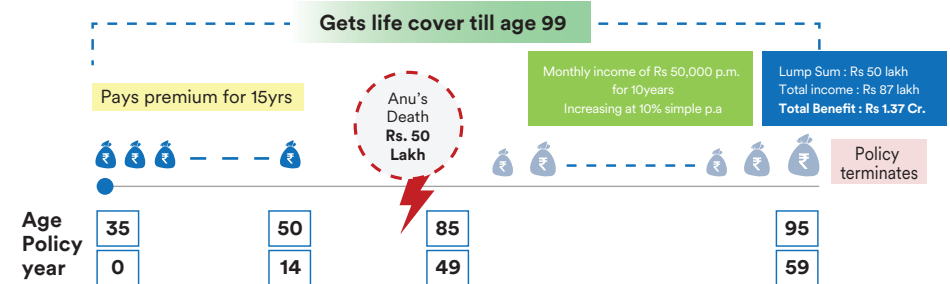 Gets life cover till age 99
Pays premium for 15yrs
Anu's
Death
Rs. 50
Lakh
Monthly income of Rs 50,000 p.m.
for 10years
Increasing at 10% simple p.a
Lump Sum : Rs 50 lakh
Total income : Rs 87 lakh
Total Benefit : Rs 1.37 Cr.
₹ ₹ ₹ ₹ ₹ ₹ ₹ ₹ ₹
Policy
terminates
Age 35 50 85 95
Policy
year 0 14 49 59